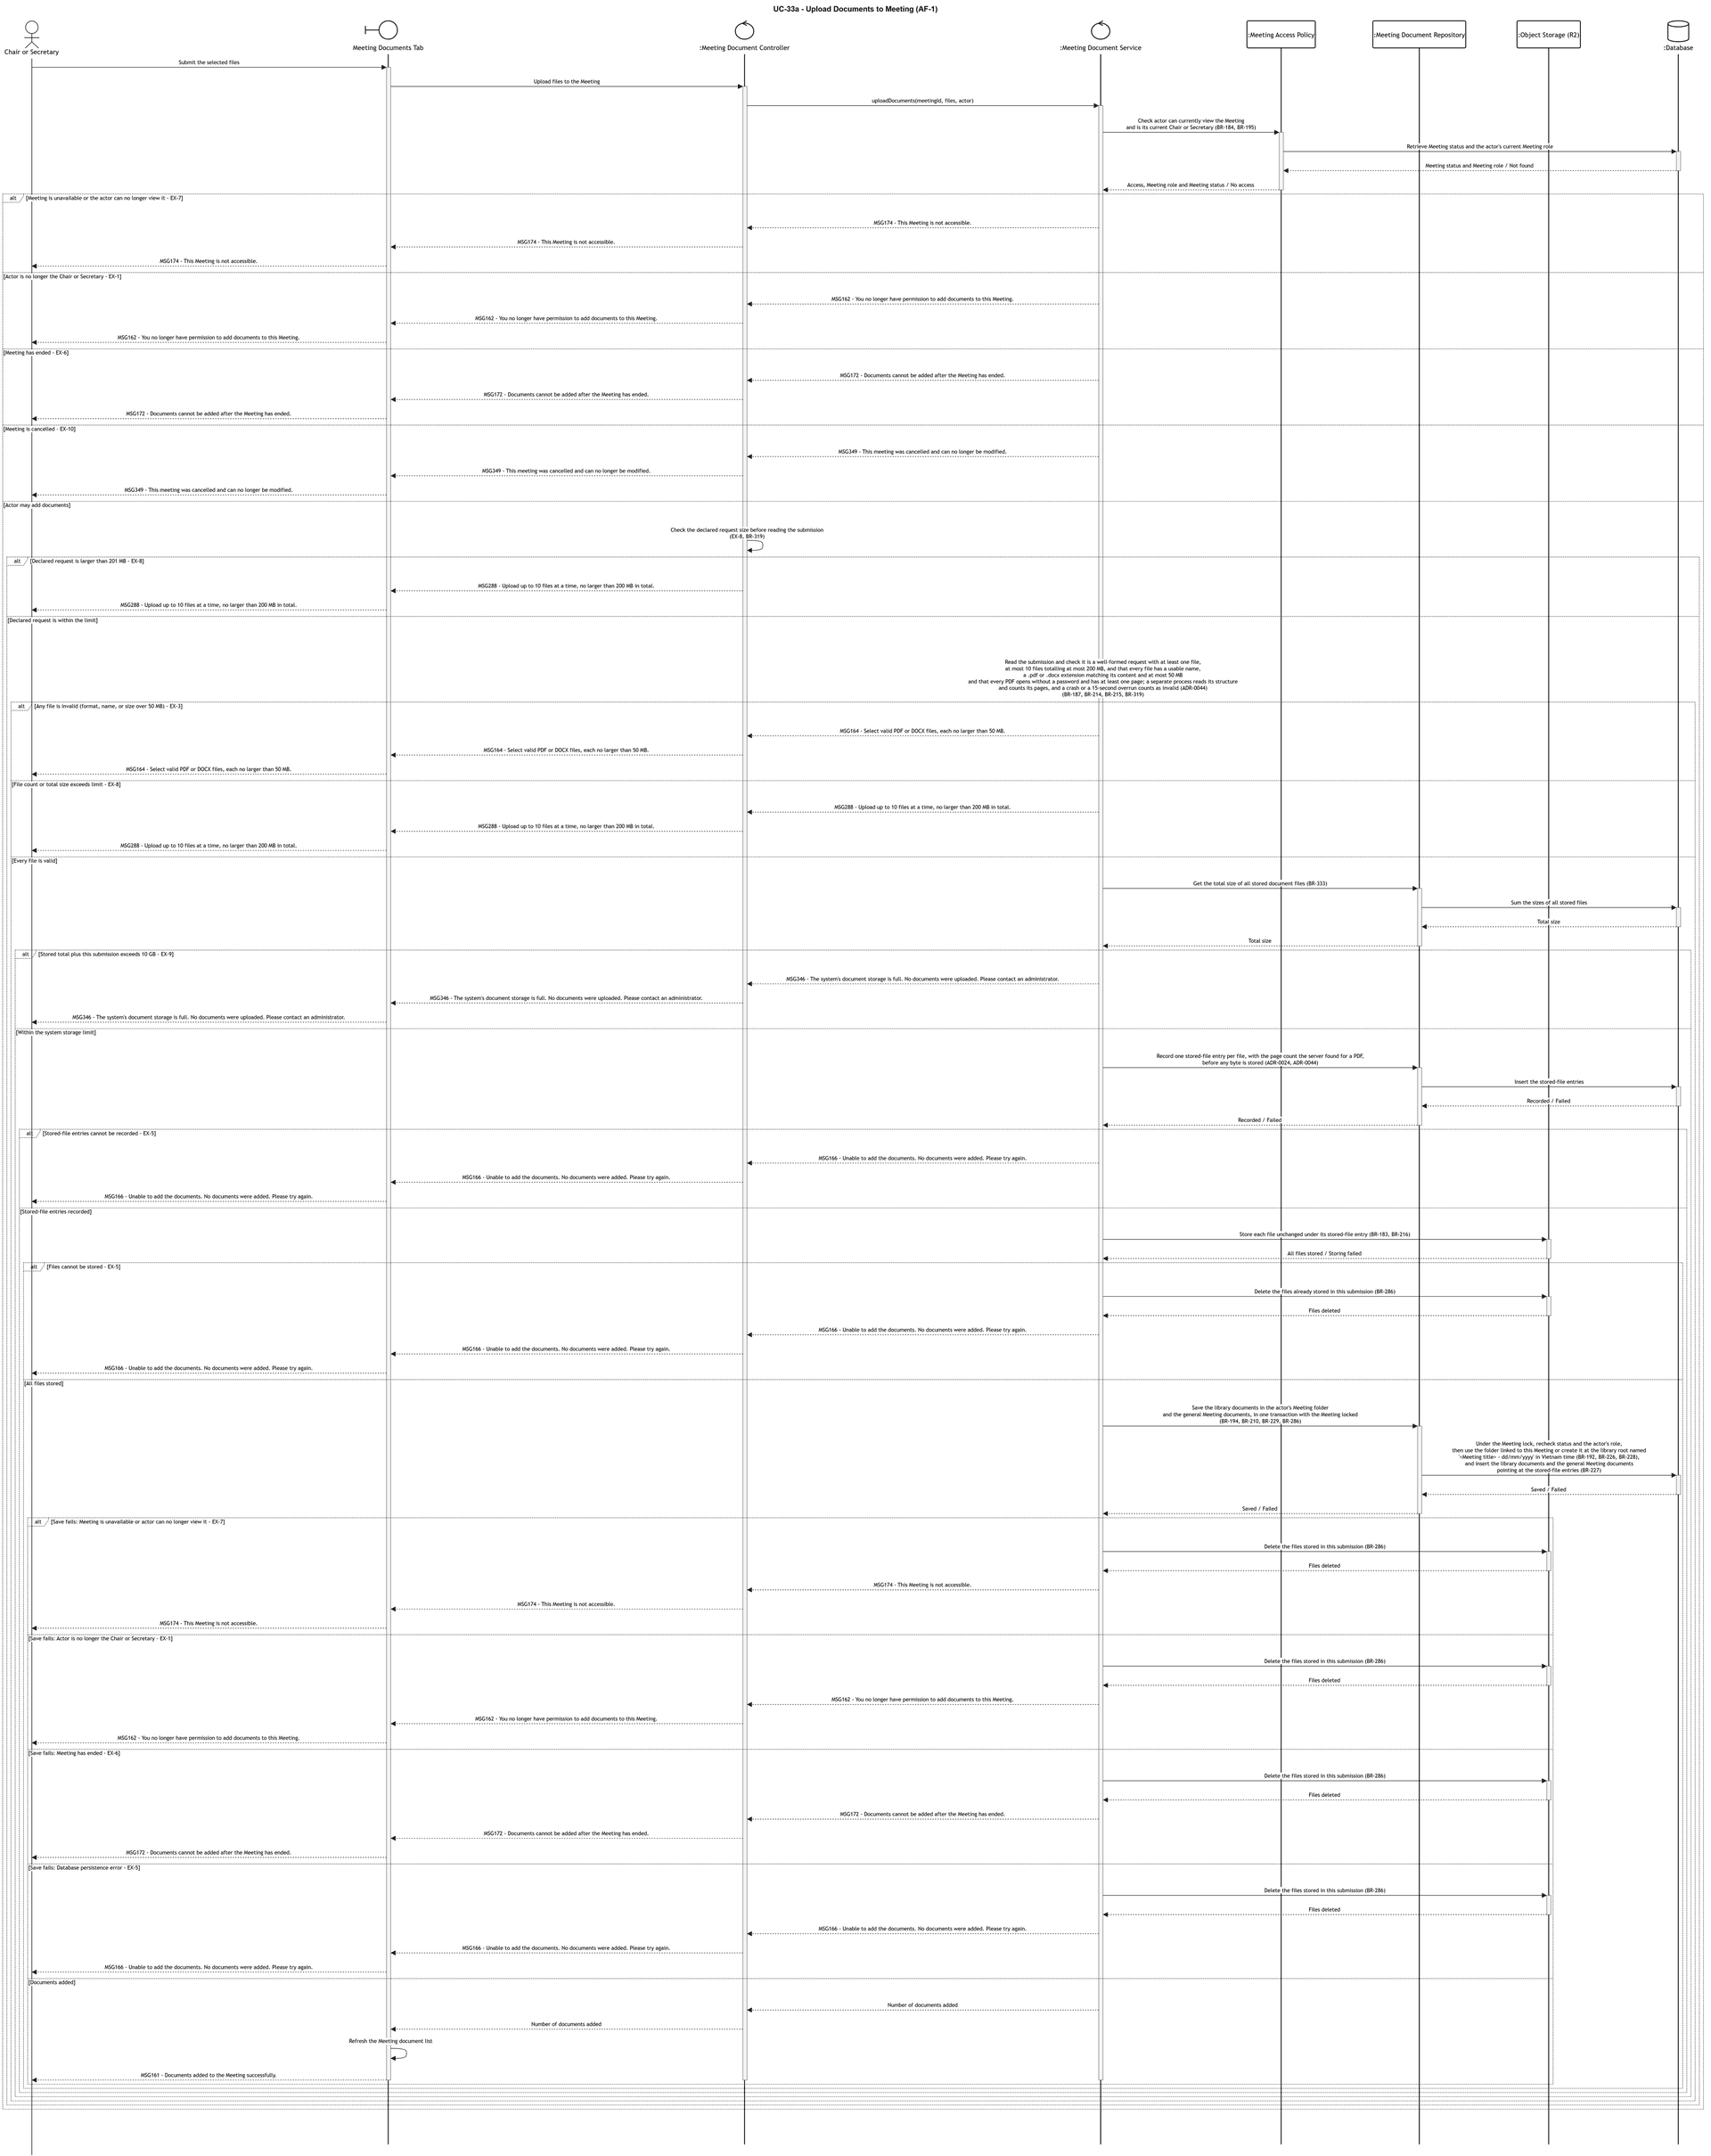 UC-33a - Upload Documents to Meeting (AF-1)
Chair or Secretary
Meeting Documents Tab
:Meeting Document Controller
:Meeting Document Service
:Meeting Access Policy
:Meeting Document Repository
:Object Storage (R2)
:Database
Submit the selected files
Upload files to the Meeting
uploadDocuments(meetingId, files, actor)
Check actor can currently view the Meeting
and is its current Chair or Secretary (BR-184, BR-195)
Retrieve Meeting status and the actor's current Meeting role
Meeting status and Meeting role / Not found
Access, Meeting role and Meeting status / No access
alt
[Meeting is unavailable or the actor can no longer view it - EX-7]
MSG174 - This Meeting is not accessible.
MSG174 - This Meeting is not accessible.
MSG174 - This Meeting is not accessible.
[Actor is no longer the Chair or Secretary - EX-1]
MSG162 - You no longer have permission to add documents to this Meeting.
MSG162 - You no longer have permission to add documents to this Meeting.
MSG162 - You no longer have permission to add documents to this Meeting.
[Meeting has ended - EX-6]
MSG172 - Documents cannot be added after the Meeting has ended.
MSG172 - Documents cannot be added after the Meeting has ended.
MSG172 - Documents cannot be added after the Meeting has ended.
[Meeting is cancelled - EX-10]
MSG349 - This meeting was cancelled and can no longer be modified.
MSG349 - This meeting was cancelled and can no longer be modified.
MSG349 - This meeting was cancelled and can no longer be modified.
[Actor may add documents]
Check the declared request size before reading the submission
(EX-8, BR-319)
alt
[Declared request is larger than 201 MB - EX-8]
MSG288 - Upload up to 10 files at a time, no larger than 200 MB in total.
MSG288 - Upload up to 10 files at a time, no larger than 200 MB in total.
[Declared request is within the limit]
Read the submission and check it is a well-formed request with at least one file,
at most 10 files totalling at most 200 MB, and that every file has a usable name,
a .pdf or .docx extension matching its content and at most 50 MB
and that every PDF opens without a password and has at least one page; a separate process reads its structure
and counts its pages, and a crash or a 15-second overrun counts as invalid (ADR-0044)
(BR-187, BR-214, BR-215, BR-319)
alt
[Any file is invalid (format, name, or size over 50 MB) - EX-3]
MSG164 - Select valid PDF or DOCX files, each no larger than 50 MB.
MSG164 - Select valid PDF or DOCX files, each no larger than 50 MB.
MSG164 - Select valid PDF or DOCX files, each no larger than 50 MB.
[File count or total size exceeds limit - EX-8]
MSG288 - Upload up to 10 files at a time, no larger than 200 MB in total.
MSG288 - Upload up to 10 files at a time, no larger than 200 MB in total.
MSG288 - Upload up to 10 files at a time, no larger than 200 MB in total.
[Every file is valid]
Get the total size of all stored document files (BR-333)
Sum the sizes of all stored files
Total size
Total size
alt
[Stored total plus this submission exceeds 10 GB - EX-9]
MSG346 - The system's document storage is full. No documents were uploaded. Please contact an administrator.
MSG346 - The system's document storage is full. No documents were uploaded. Please contact an administrator.
MSG346 - The system's document storage is full. No documents were uploaded. Please contact an administrator.
[Within the system storage limit]
Record one stored-file entry per file, with the page count the server found for a PDF,
before any byte is stored (ADR-0024, ADR-0044)
Insert the stored-file entries
Recorded / Failed
Recorded / Failed
alt
[Stored-file entries cannot be recorded - EX-5]
MSG166 - Unable to add the documents. No documents were added. Please try again.
MSG166 - Unable to add the documents. No documents were added. Please try again.
MSG166 - Unable to add the documents. No documents were added. Please try again.
[Stored-file entries recorded]
Store each file unchanged under its stored-file entry (BR-183, BR-216)
All files stored / Storing failed
alt
[Files cannot be stored - EX-5]
Delete the files already stored in this submission (BR-286)
Files deleted
MSG166 - Unable to add the documents. No documents were added. Please try again.
MSG166 - Unable to add the documents. No documents were added. Please try again.
MSG166 - Unable to add the documents. No documents were added. Please try again.
[All files stored]
Save the library documents in the actor's Meeting folder
and the general Meeting documents, in one transaction with the Meeting locked
(BR-194, BR-210, BR-229, BR-286)
Under the Meeting lock, recheck status and the actor's role,
then use the folder linked to this Meeting or create it at the library root named
'<Meeting title> - dd/mm/yyyy' in Vietnam time (BR-192, BR-226, BR-228),
and insert the library documents and the general Meeting documents
pointing at the stored-file entries (BR-227)
Saved / Failed
Saved / Failed
alt
[Save fails: Meeting is unavailable or actor can no longer view it - EX-7]
Delete the files stored in this submission (BR-286)
Files deleted
MSG174 - This Meeting is not accessible.
MSG174 - This Meeting is not accessible.
MSG174 - This Meeting is not accessible.
[Save fails: Actor is no longer the Chair or Secretary - EX-1]
Delete the files stored in this submission (BR-286)
Files deleted
MSG162 - You no longer have permission to add documents to this Meeting.
MSG162 - You no longer have permission to add documents to this Meeting.
MSG162 - You no longer have permission to add documents to this Meeting.
[Save fails: Meeting has ended - EX-6]
Delete the files stored in this submission (BR-286)
Files deleted
MSG172 - Documents cannot be added after the Meeting has ended.
MSG172 - Documents cannot be added after the Meeting has ended.
MSG172 - Documents cannot be added after the Meeting has ended.
[Save fails: Database persistence error - EX-5]
Delete the files stored in this submission (BR-286)
Files deleted
MSG166 - Unable to add the documents. No documents were added. Please try again.
MSG166 - Unable to add the documents. No documents were added. Please try again.
MSG166 - Unable to add the documents. No documents were added. Please try again.
[Documents added]
Number of documents added
Number of documents added
Refresh the Meeting document list
MSG161 - Documents added to the Meeting successfully.